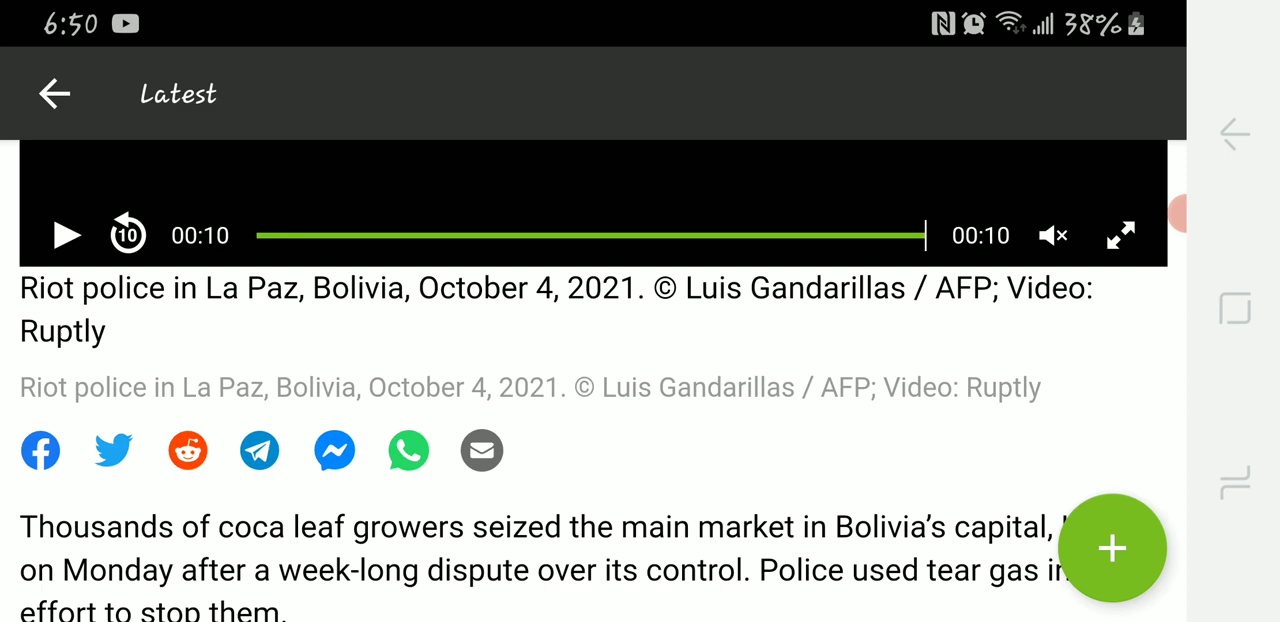 6:50 38%
Latest
10 00:10 00:10
Riot police in La Paz, Bolivia, October 4, 2021. © Luis Gandarillas / AFP; Video:
Ruptly
Riot police in La Paz, Bolivia, October 4, 2021. © Luis Gandarillas / AFP; Video: Ruptly
Thousands of coca leaf growers seized the main market in Bolivia’s capital,
on Monday after a week-long dispute over its control. Police used tear gas in
effort to stop them.